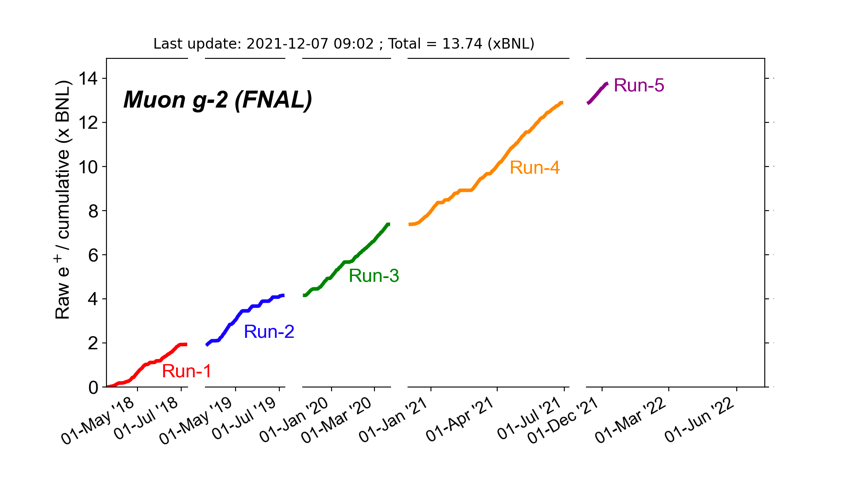 Last update: 2021-12-07 09:02 ; Total = 13.74 (xBNL)
Muon g-2 (FNAL)
Raw e+ / cumulative (x BNL)
14
12
10
8
6
4
2
0
Run-1
Run-2
Run-3
Run-4
Run-5
01-May '18
01-Jul '18
01-May '19
01-Jul '19
01-Jan '20
01-Mar '20
01-Jan '21
01-Apr '21
01-Jul '21
01-Dec '21
01-Mar '22
01-Jun '22